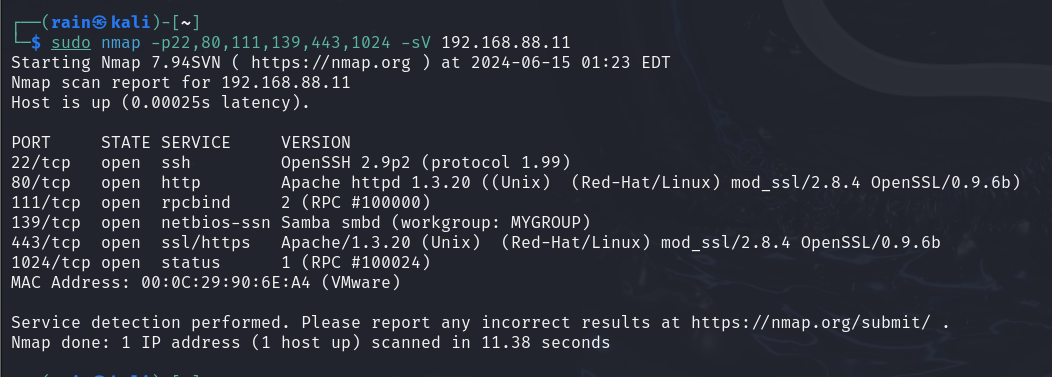 ┌──(rain㉿kali)-[~]
└─$ sudo nmap -p22,80,111,139,443,1024 -sV 192.168.88.11
Starting Nmap 7.94SVN ( https://nmap.org ) at 2024-06-15 01:23 EDT
Nmap scan report for 192.168.88.11
Host is up (0.00025s latency).
PORT     STATE SERVICE     VERSION
22/tcp   open  ssh         OpenSSH 2.9p2 (protocol 1.99)
80/tcp   open  http        Apache httpd 1.3.20 ((Unix)  (Red-Hat/Linux) mod_ssl/2.8.4 OpenSSL/0.9.6b)
111/tcp  open  rpcbind     2 (RPC #100000)
139/tcp  open  netbios-ssn Samba smbd (workgroup: MYGROUP)
443/tcp  open  ssl/https   Apache/1.3.20 (Unix)  (Red-Hat/Linux) mod_ssl/2.8.4 OpenSSL/0.9.6b
1024/tcp open  status      1 (RPC #100024)
MAC Address: 00:0C:29:90:6E:A4 (VMware)
Service detection performed. Please report any incorrect results at https://nmap.org/submit/ .
Nmap done: 1 IP address (1 host up) scanned in 11.38 seconds